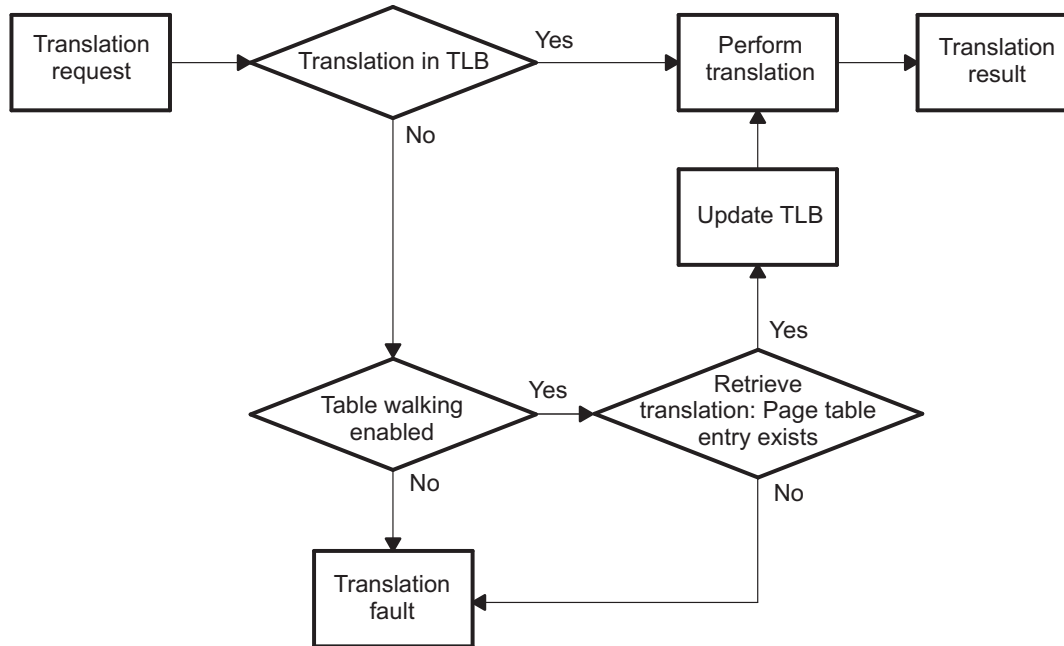 Translation
request
Translation in TLB
Yes
Perform
translation
Translation
result
No
Update TLB
Yes
Table walking
enabled
Yes
Retrieve
translation: Page table
entry exists
No
No
Translation
fault